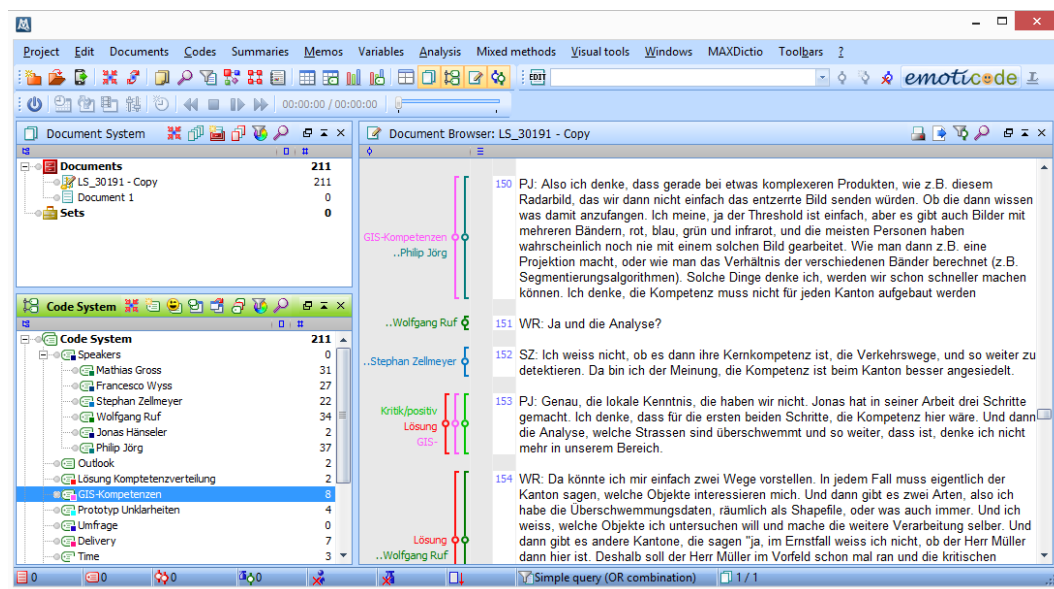 Project Edit Documents Codes Summaries Memos Variables Analysis Mixed methods Visual tools Windows MAXDictio Toolbars ?
emoticode
00:00:00 / 00:00:00
Document System
Documents 211
LS_30191 - Copy 211
Document 1 0
Sets 0
Code System
Code System 211
Speakers 0
Mathias Gross 31
Francesco Wyss 27
Stephan Zellmeyer 22
Wolfgang Ruf 34
Jonas Hänseler 2
Philip Jörg 37
Outlook 2
Lösung Komptetenzverteilung 2
GIS-Kompetenzen 8
Prototyp Unklarheiten 4
Umfrage 0
Delivery 7
Time 3
Document Browser: LS_30191 - Copy
GIS-Kompetenzen
..Philip Jörg
150 PJ: Also ich denke, dass gerade bei etwas komplexeren Produkten, wie z.B. diesem
Radarbild, das wir dann nicht einfach das entzerrte Bild senden würden. Ob die dann wissen
was damit anzufangen. Ich meine, ja der Threshold ist einfach, aber es gibt auch Bilder mit
mehreren Bändern, rot, blau, grün und infrarot, und die meisten Personen haben
wahrscheinlich noch nie mit einem solchen Bild gearbeitet. Wie man dann z.B. eine
Projektion macht, oder wie man das Verhältnis der verschiedenen Bänder berechnet (z.B.
Segmentierungsalgorithmen). Solche Dinge denke ich, werden wir schon schneller machen
können. Ich denke, die Kompetenz muss nicht für jeden Kanton aufgebaut werden
..Wolfgang Ruf
151 WR: Ja und die Analyse?
..Stephan Zellmeyer
152 SZ: Ich weiss nicht, ob es dann ihre Kernkompetenz ist, die Verkehrswege, und so weiter zu
detektieren. Da bin ich der Meinung, die Kompetenz ist beim Kanton besser angesiedelt.
Kritik/positiv
Lösung
GIS-
153 PJ: Genau, die lokale Kenntnis, die haben wir nicht. Jonas hat in seiner Arbeit drei Schritte
gemacht. Ich denke, dass für die ersten beiden Schritte, die Kompetenz hier wäre. Und dann
die Analyse, welche Strassen sind überschwemmt und so weiter, dass ist, denke ich nicht
mehr in unserem Bereich.
Lösung
..Wolfgang Ruf
154 WR: Da könnte ich mir einfach zwei Wege vorstellen. In jedem Fall muss eigentlich der
Kanton sagen, welche Objekte interessieren mich. Und dann gibt es zwei Arten, also ich
habe die Überschwemmungsdaten, räumlich als Shapefile, oder was auch immer. Und ich
weiss, welche Objekte ich untersuchen will und mache die weitere Verarbeitung selber. Und
dann gibt es andere Kantone, die sagen "ja, im Ernstfall weiss ich nicht, ob der Herr Müller
dann hier ist. Deshalb soll der Herr Müller im Vorfeld schon mal ran und die kritischen
0 0 0 0 Simple query (OR combination) 1 / 1